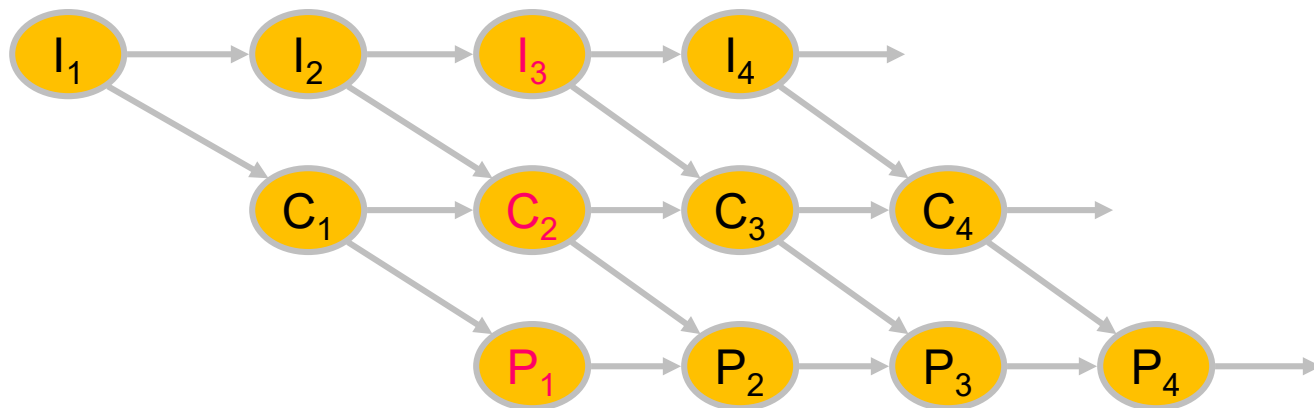 I₁ I₂ I₃ I₄
C₁ C₂ C₃ C₄
P₁ P₂ P₃ P₄